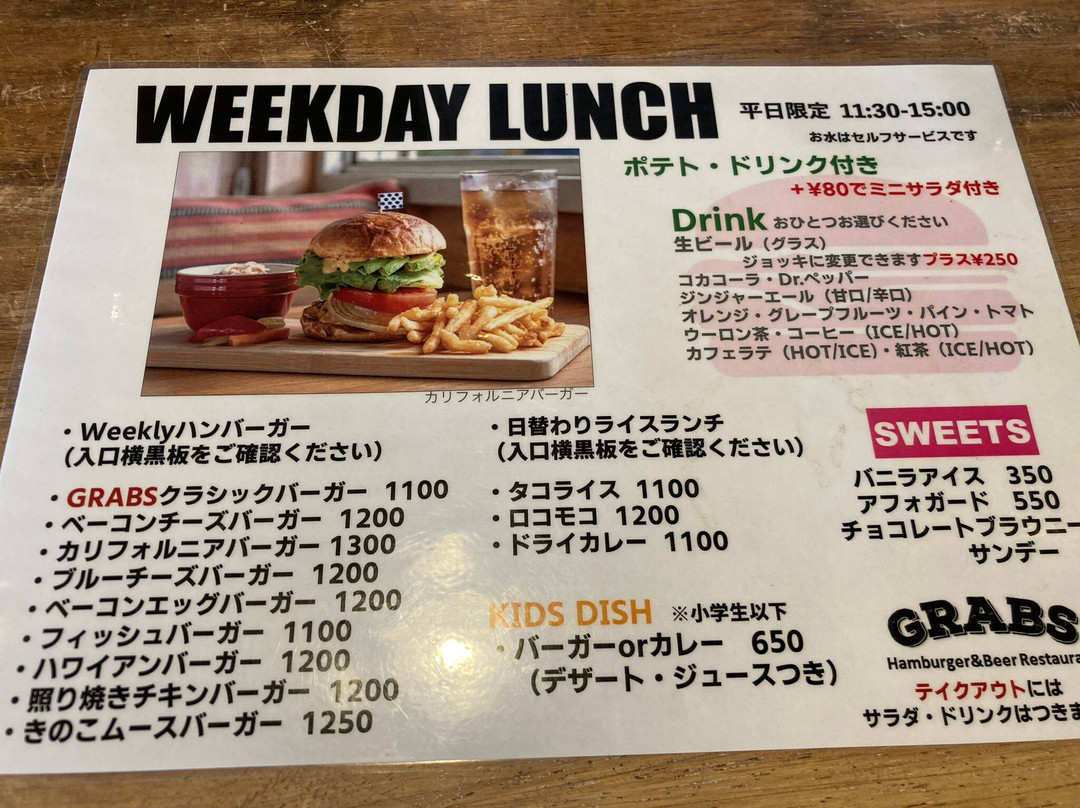 WEEKDAY LUNCH
平日限定 11:30-15:00
お水はセルフサービスです
ポテト・ドリンク付き
+¥80でミニサラダ付き
Drink おひとつお選びください
生ビール（グラス）
ジョッキに変更できますプラス¥250
コカコーラ・Dr.ペッパー
ジンジャーエール（甘口/辛口）
オレンジ・グレープフルーツ・パイン・トマト
ウーロン茶・コーヒー（ICE/HOT）
カフェラテ（HOT/ICE）・紅茶（ICE/HOT）
カリフォルニアバーガー
・Weeklyハンバーガー
（入口横黒板をご確認ください）
・GRABSクラシックバーガー 1100
・ベーコンチーズバーガー 1200
・カリフォルニアバーガー 1300
・ブルーチーズバーガー 1200
・ベーコンエッグバーガー 1200
・フィッシュバーガー 1100
・ハワイアンバーガー 1200
・照り焼きチキンバーガー 1200
・きのこムースバーガー 1250
・日替わりライスランチ
（入口横黒板をご確認ください）
・タコライス 1100
・ロコモコ 1200
・ドライカレー 1100
KIDS DISH ※小学生以下
・バーガーorカレー 650
（デザート・ジュースつき）
SWEETS
バニラアイス 350
アフォガード 550
チョコレートブラウニー
サンデー
GRABS
Hamburger&Beer Restaura
テイクアウトには
サラダ・ドリンクはつきま